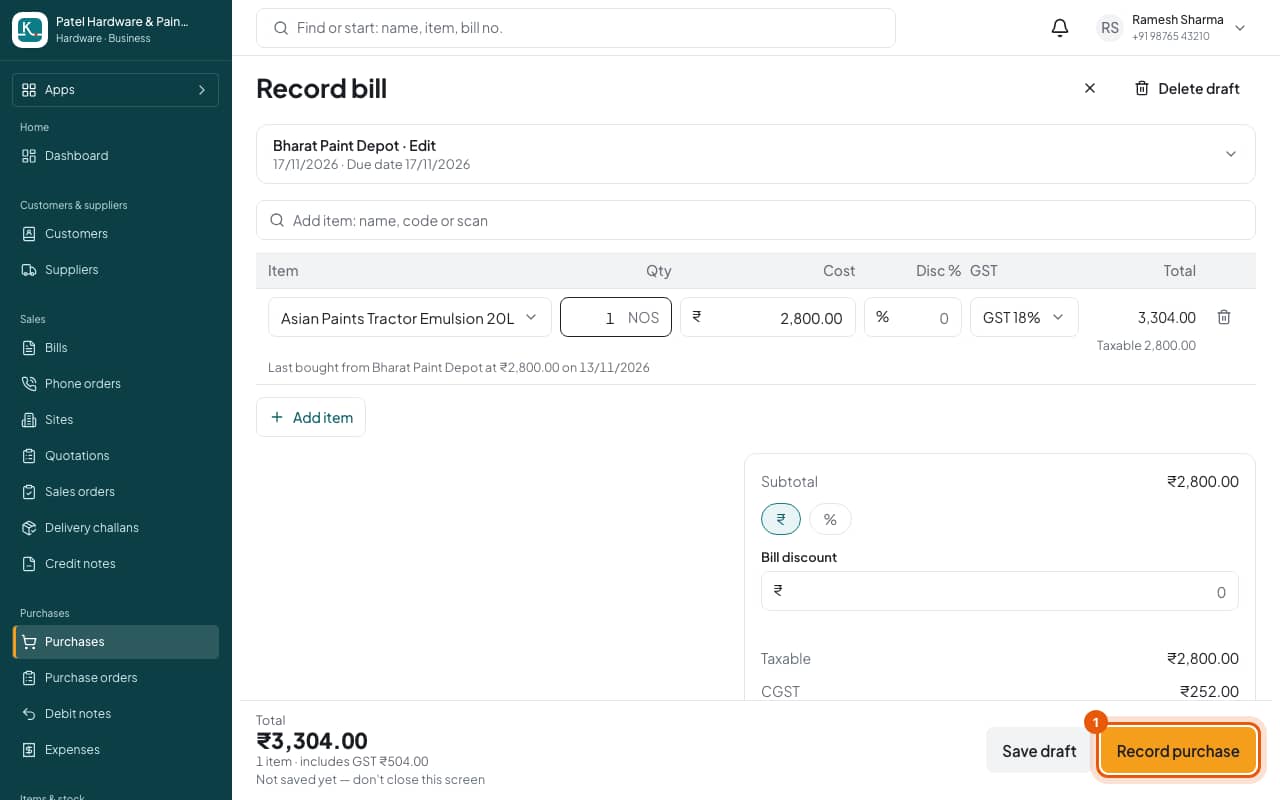 Patel Hardware & Pain...
Hardware · Business
Apps
Home
Dashboard
Customers & suppliers
Customers
Suppliers
Sales
Bills
Phone orders
Sites
Quotations
Sales orders
Delivery challans
Credit notes
Purchases
Purchases
Purchase orders
Debit notes
Expenses
Items & stock
Find or start: name, item, bill no.
RS
Ramesh Sharma
+91 98765 43210
Record bill
Delete draft
Bharat Paint Depot · Edit
17/11/2026 · Due date 17/11/2026
Add item: name, code or scan
Item Qty Cost Disc % GST Total
Asian Paints Tractor Emulsion 20L 1 NOS ₹ 2,800.00 % 0 GST 18% 3,304.00
Taxable 2,800.00
Last bought from Bharat Paint Depot at ₹2,800.00 on 13/11/2026
Add item
Subtotal ₹2,800.00
₹ %
Bill discount
₹ 0
Taxable ₹2,800.00
CGST ₹252.00
Total
₹3,304.00
1 item · includes GST ₹504.00
Not saved yet — don't close this screen
Save draft
1
Record purchase